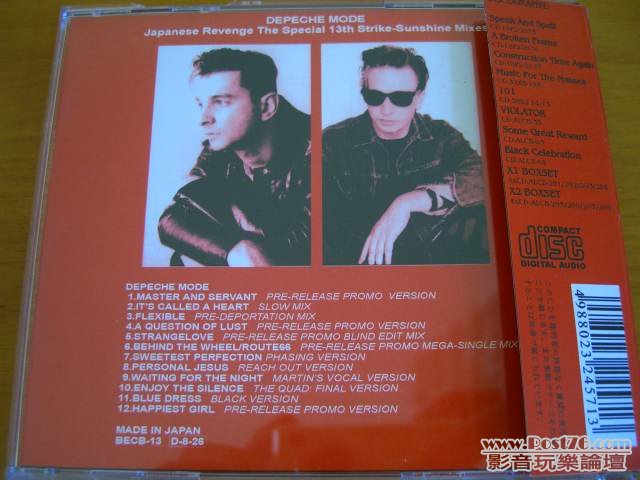 DEPECHE MODE
Japanese Revenge The Special 13th Strike-Sunshine Mixes
Speak And Spell
A Broken Frame
Construction Time Again
Music For The Masses
101
VIOLATOR
Some Great Reward
Black Celebration
X1 BOXSET
X2 BOXSET
COMPACT
disc
DIGITAL AUDIO
DEPECHE MODE
1.MASTER AND SERVANT PRE-RELEASE PROMO VERSION
2.IT'S CALLED A HEART SLOW MIX
3.FLEXIBLE PRE-DEPORTATION MIX
4.A QUESTION OF LUST PRE-RELEASE PROMO VERSION
5.STRANGELOVE PRE-RELEASE PROMO BLIND EDIT MIX
6.BEHIND THE WHEEL/ROUTE66 PRE-RELEASE PROMO MEGA-SINGLE MIX
7.SWEETEST PERFECTION PHASING VERSION
8.PERSONAL JESUS REACH OUT VERSION
9.WAITING FOR THE NIGHT MARTIN'S VOCAL VERSION
10.ENJOY THE SILENCE THE QUAD: FINAL VERSION
11.BLUE DRESS BLACK VERSION
12.HAPPIEST GIRL PRE-RELEASE PROMO VERSION
MADE IN JAPAN
BECB-13 D-8-26
4988023245713
www.Post76.com
影音玩樂論壇